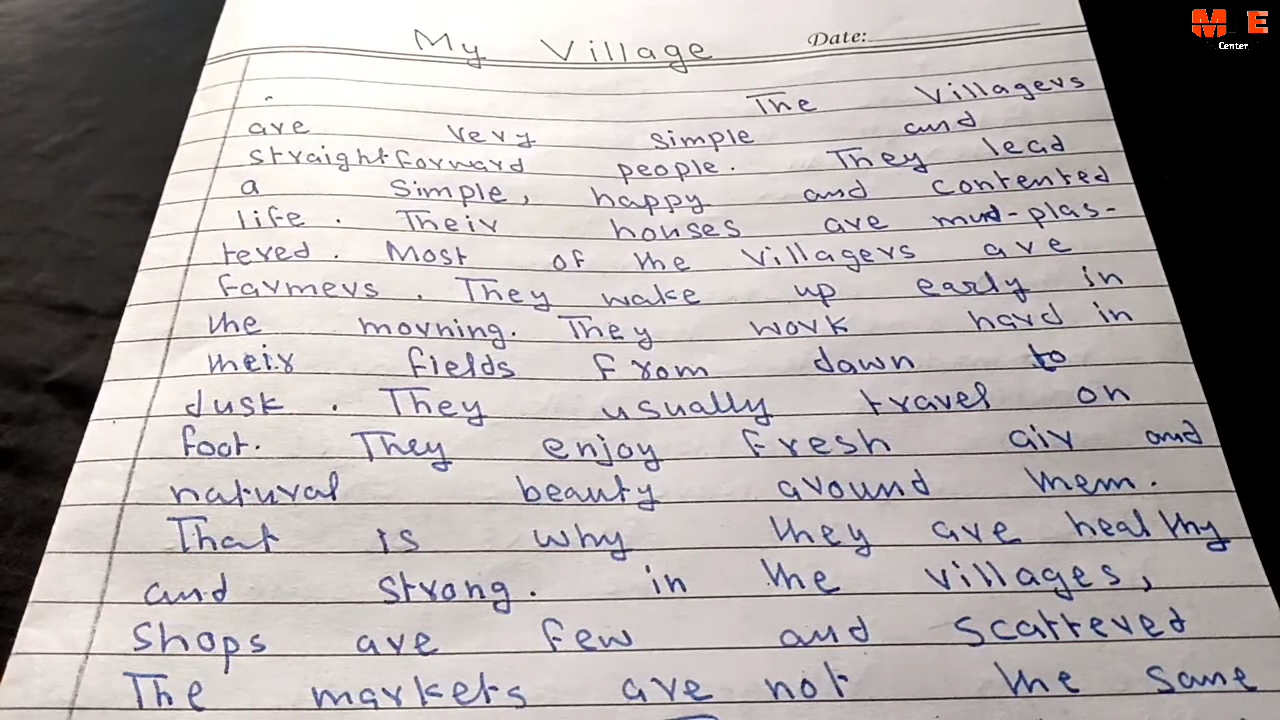 M E
Center
My Village
Date:
The Villagers
are very simple and
straightforward people. They lead
a simple, happy and contented
life. Their houses are mud-plas-
tered. Most of the villagers are
farmers. They wake up early in
the morning. They work hard in
their fields from dawn to
dusk. They usually travel on
foot. They enjoy fresh air and
natural beauty around them.
That is why they are healthy
and strong. in the villages,
shops are few and scattered
The markets are not the same